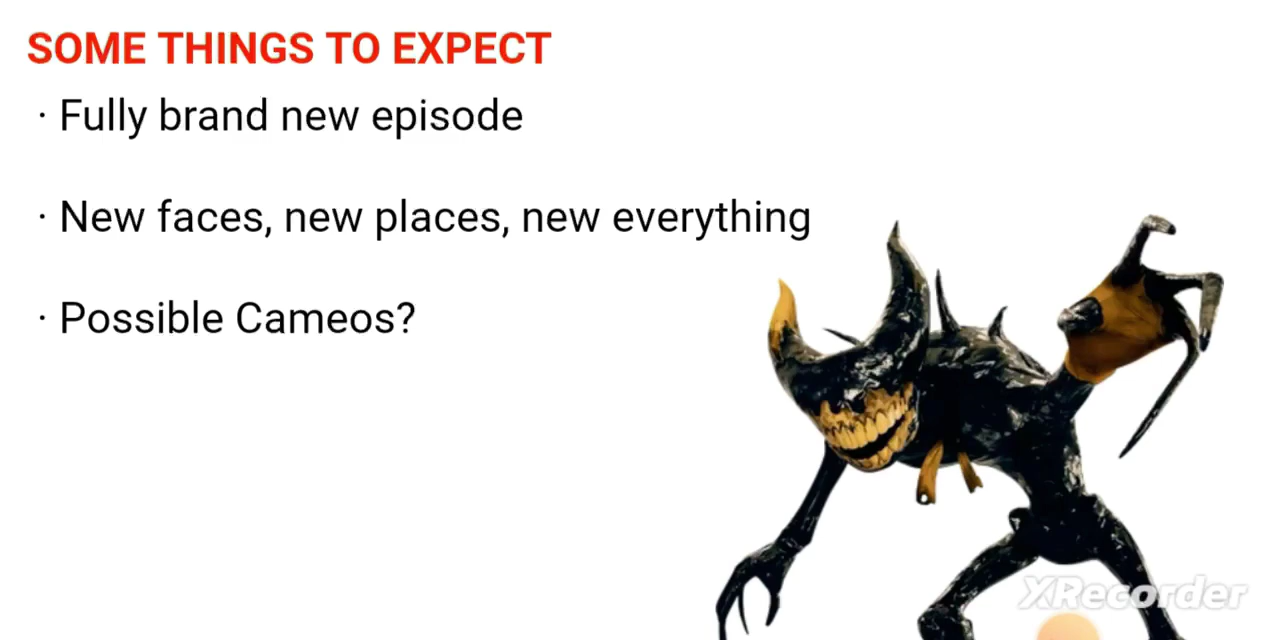 SOME THINGS TO EXPECT
· Fully brand new episode
· New faces, new places, new everything
· Possible Cameos?
XRecorder